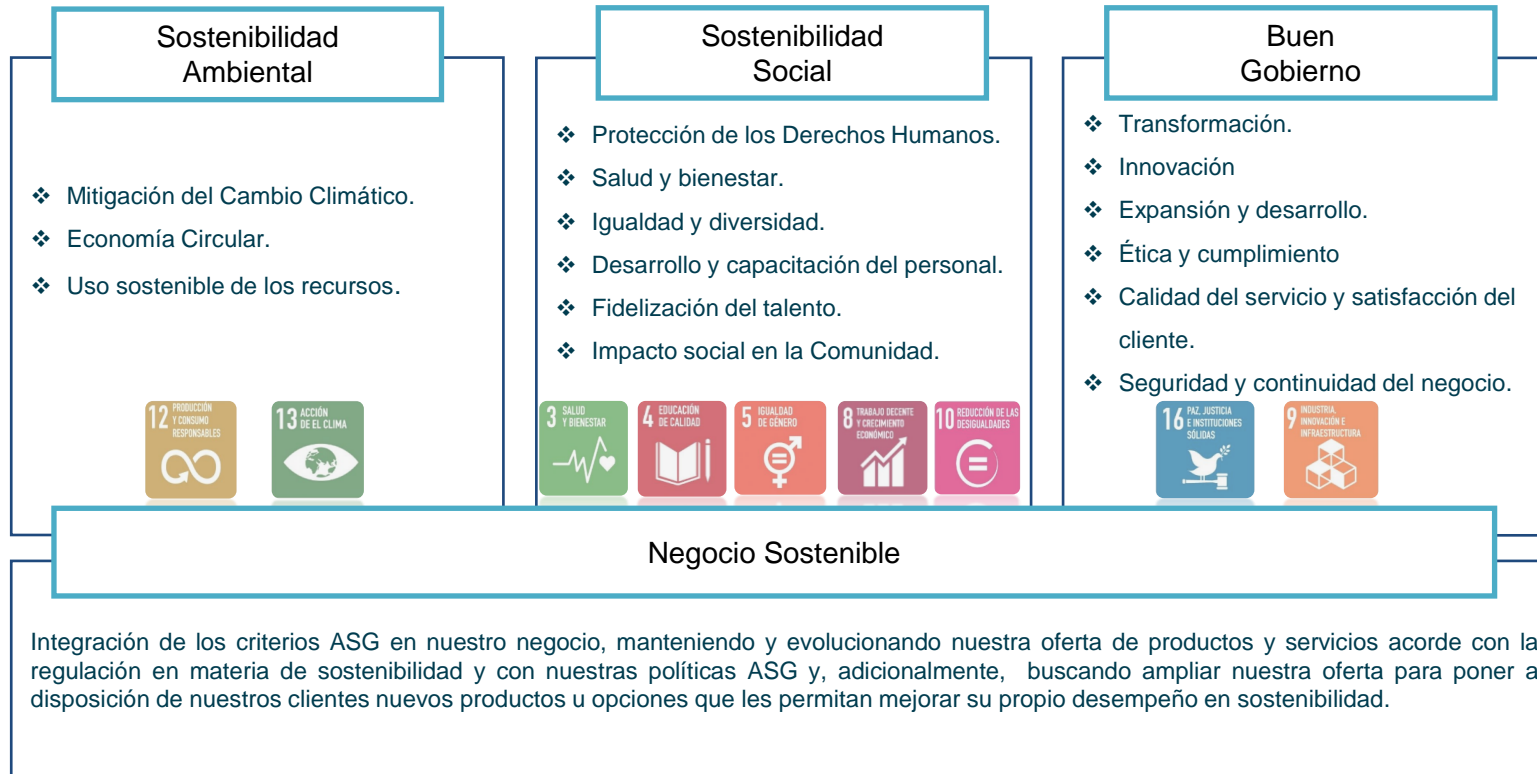 Sostenibilidad
Ambiental
❖ Mitigación del Cambio Climático.
❖ Economía Circular.
❖ Uso sostenible de los recursos.
12 PRODUCCIÓN
Y CONSUMO
RESPONSABLES
13 ACCIÓN
DE EL CLIMA
Sostenibilidad
Social
❖ Protección de los Derechos Humanos.
❖ Salud y bienestar.
❖ Igualdad y diversidad.
❖ Desarrollo y capacitación del personal.
❖ Fidelización del talento.
❖ Impacto social en la Comunidad.
3 SALUD
Y BIENESTAR
4 EDUCACIÓN
DE CALIDAD
5 IGUALDAD
DE GÉNERO
8 TRABAJO DECENTE
Y CRECIMIENTO
ECONÓMICO
10 REDUCCIÓN DE LAS
DESIGUALDADES
Buen
Gobierno
❖ Transformación.
❖ Innovación
❖ Expansión y desarrollo.
❖ Ética y cumplimiento
❖ Calidad del servicio y satisfacción del
cliente.
❖ Seguridad y continuidad del negocio.
16 PAZ, JUSTICIA
E INSTITUCIONES
SÓLIDAS
9 INDUSTRIA,
INNOVACIÓN E
INFRAESTRUCTURA
Negocio Sostenible
Integración de los criterios ASG en nuestro negocio, manteniendo y evolucionando nuestra oferta de productos y servicios acorde con la
regulación en materia de sostenibilidad y con nuestras políticas ASG y, adicionalmente, buscando ampliar nuestra oferta para poner a
disposición de nuestros clientes nuevos productos u opciones que les permitan mejorar su propio desempeño en sostenibilidad.